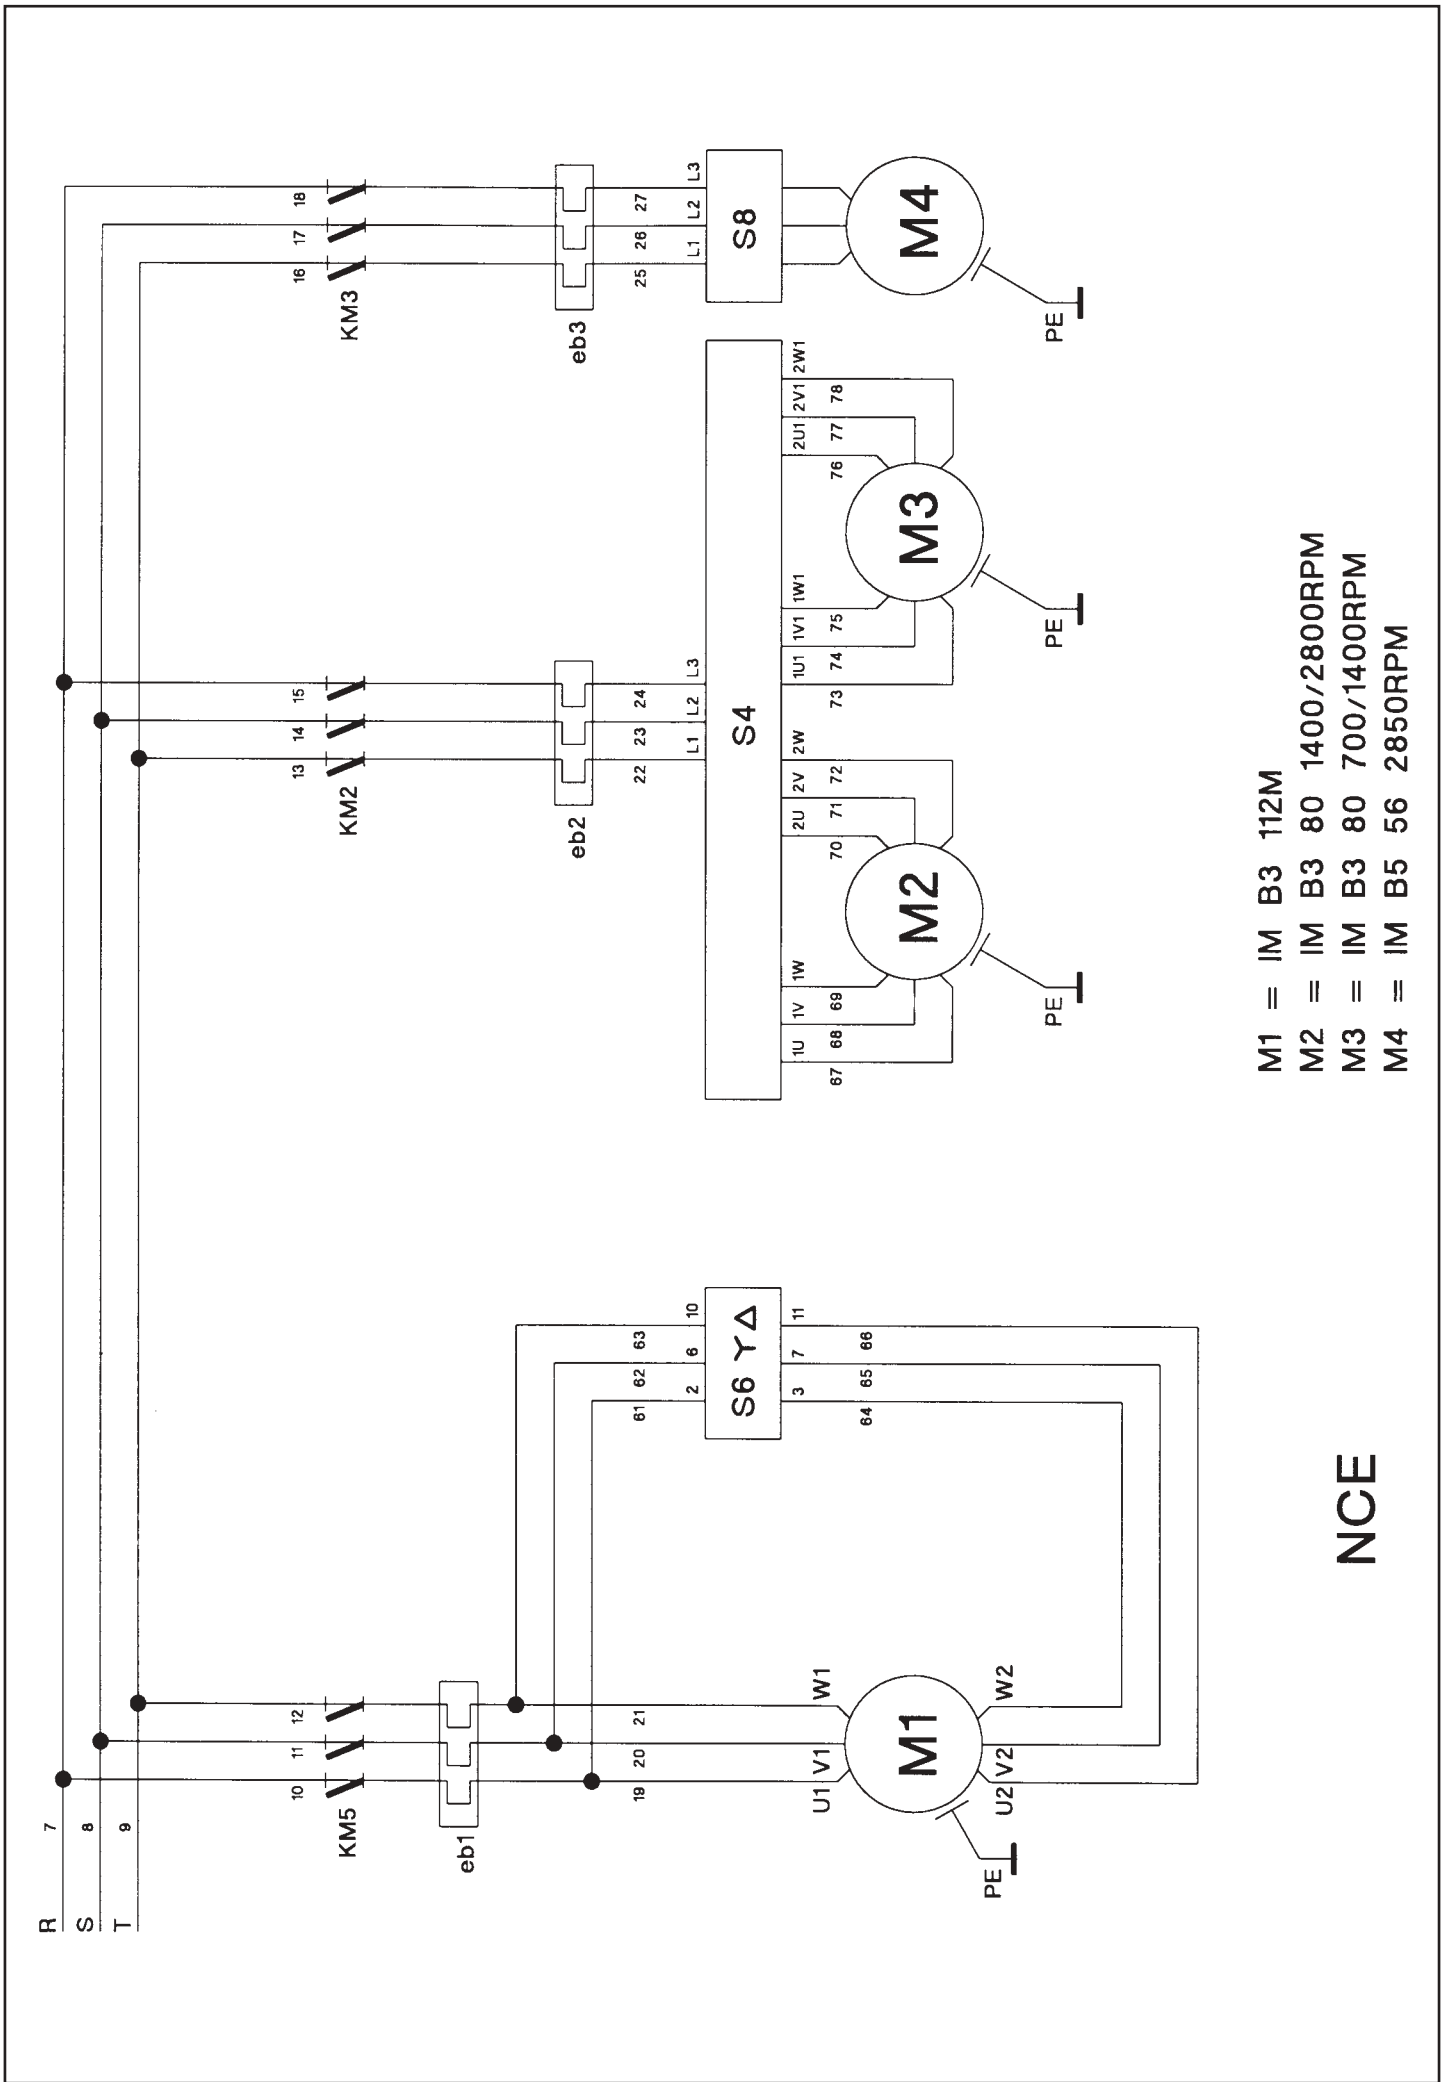 R 7
S 8
T 9
10 11 12
KM5
13 14 15
KM2
16 17 18
KM3
eb1
eb2
eb3
19 20 21
61 62 63
2 6 10
S6 Y Δ
3 7 11
64 65 66
22 23 24
L1 L2 L3
25 26 27
L1 L2 L3
S4
S8
1U 1V 1W 2U 2V 2W 1U1 1V1 1W1 2U1 2V1 2W1
67 68 69 70 71 72 73 74 75 76 77 78
U1 V1 W1
M1
M2
M3
M4
U2 V2 W2
PE
PE
PE
PE
M1 = IM B3 112M
M2 = IM B3 80 1400/2800RPM
M3 = IM B3 80 700/1400RPM
M4 = IM B5 56 2850RPM
NCE